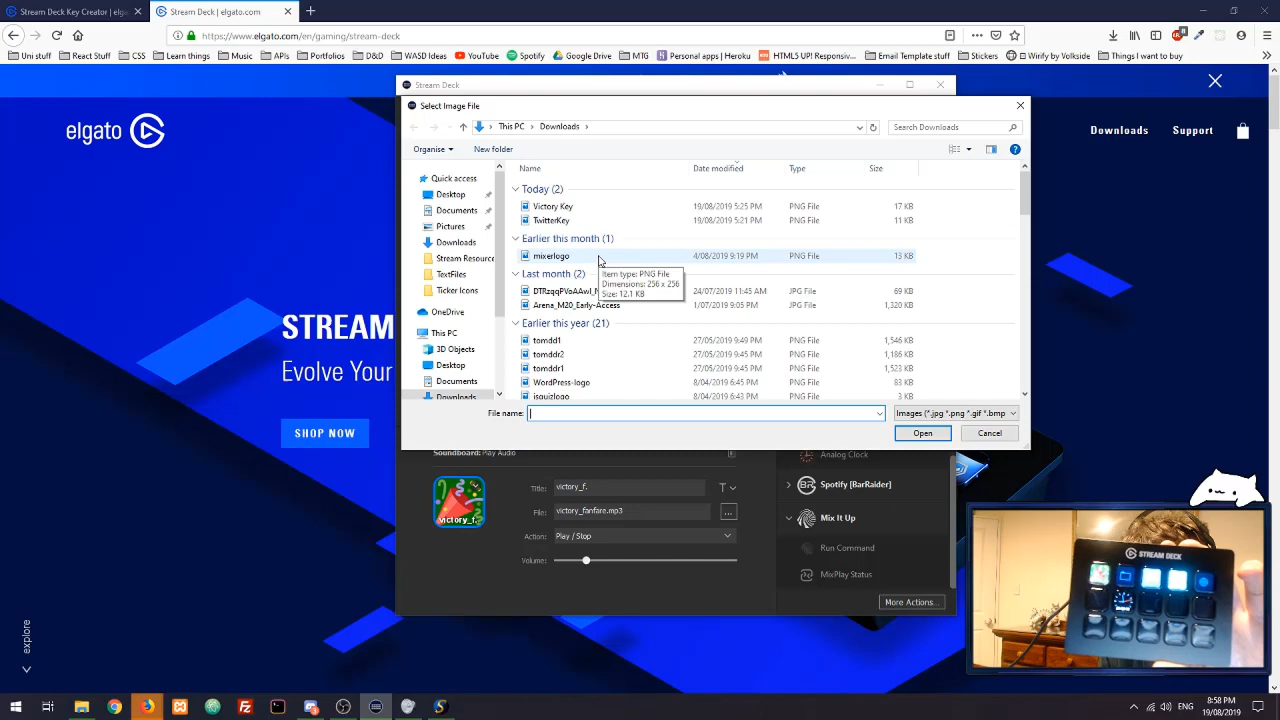 Stream Deck Key Creator | elga
Stream Deck | elgato.com
https://www.elgato.com/en/gaming/stream-deck
Uni stuff
React Stuff
CSS
Learn things
Music
APIs
Portfolios
D&D
WASD Ideas
YouTube
Spotify
Google Drive
MTG
Personal apps | Heroku
HTML5 UP! Responsiv...
Email Template stuff
Stickers
Wirify by Volkside
Things I want to buy
elgato
Downloads
Support
STREAM
Evolve Your
SHOP NOW
explore
Stream Deck
Select Image File
This PC
Downloads
Search Downloads
Organise
New folder
Name
Date modified
Type
Size
Quick access
Desktop
Documents
Pictures
Downloads
Stream Resource
TextFiles
Ticker Icons
OneDrive
This PC
3D Objects
Desktop
Documents
Downloads
Today (2)
Victory Key 19/08/2019 5:25 PM PNG File 17 KB
TwitterKey 19/08/2019 5:21 PM PNG File 11 KB
Earlier this month (1)
mixerlogo 4/08/2019 9:19 PM PNG File 13 KB
Item type: PNG File
Dimensions: 256 x 256
Size: 12.1 KB
Last month (2)
24/07/2019 11:45 AM JPG File 69 KB
Arena_M20_Early-Access 1/07/2019 9:05 PM JPG File 1,320 KB
Earlier this year (21)
tomdd1 27/05/2019 9:49 PM PNG File 1,546 KB
tomddr2 27/05/2019 9:45 PM PNG File 1,186 KB
tomddr1 27/05/2019 9:45 PM PNG File 1,523 KB
WordPress-logo 8/04/2019 6:45 PM PNG File 83 KB
isquizlogo 8/04/2019 6:43 PM PNG File 3 KB
File name:
Images (*.jpg *.png *.gif *.bmp
Open
Cancel
Soundboard: Play Audio
victory_f.
Title: victory_f.
T
File: victory_fanfare.mp3
...
Action: Play / Stop
Volume:
Analog Clock
Spotify [BarRaider]
Mix It Up
Run Command
MixPlay Status
More Actions...
STREAM DECK
ENG
8:58 PM
19/08/2019